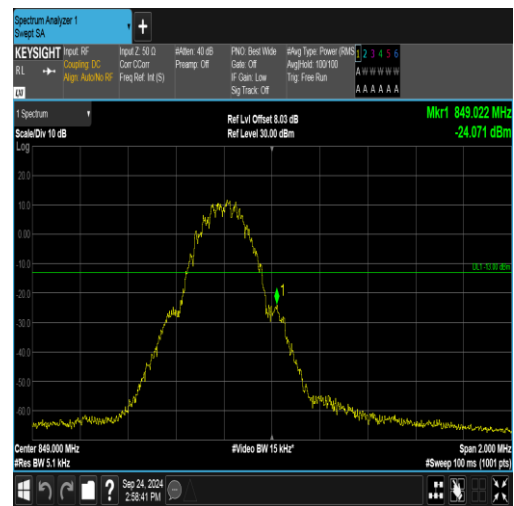 Spectrum Analyzer 1
Swept SA
+
KEYSIGHT Input: RF Input Z: 50 Ω #Atten: 40 dB PNO: Best Wide #Avg Type: Power (RMS 1 2 3 4 5 6
RL Coupling: DC Corr CCorr Preamp: Off Gate: Off Avg|Hold: 100/100 A W W W W W
Align: Auto/No RF Freq Ref: Int (S) IF Gain: Low Trig: Free Run
LXI Sig Track: Off A A A A A A
1 Spectrum Ref Lvl Offset 8.03 dB Mkr1 849.022 MHz
Scale/Div 10 dB Ref Level 30.00 dBm -24.071 dBm
Log
20.0
10.0
0.00
-10.0
DL1 -13.00 dBm
-20.0
1
-30.0
-40.0
-50.0
-60.0
Center 849.000 MHz #Video BW 15 kHz* Span 2.000 MHz
#Res BW 5.1 kHz #Sweep 100 ms (1001 pts)
? Sep 24, 2024
2:58:41 PM